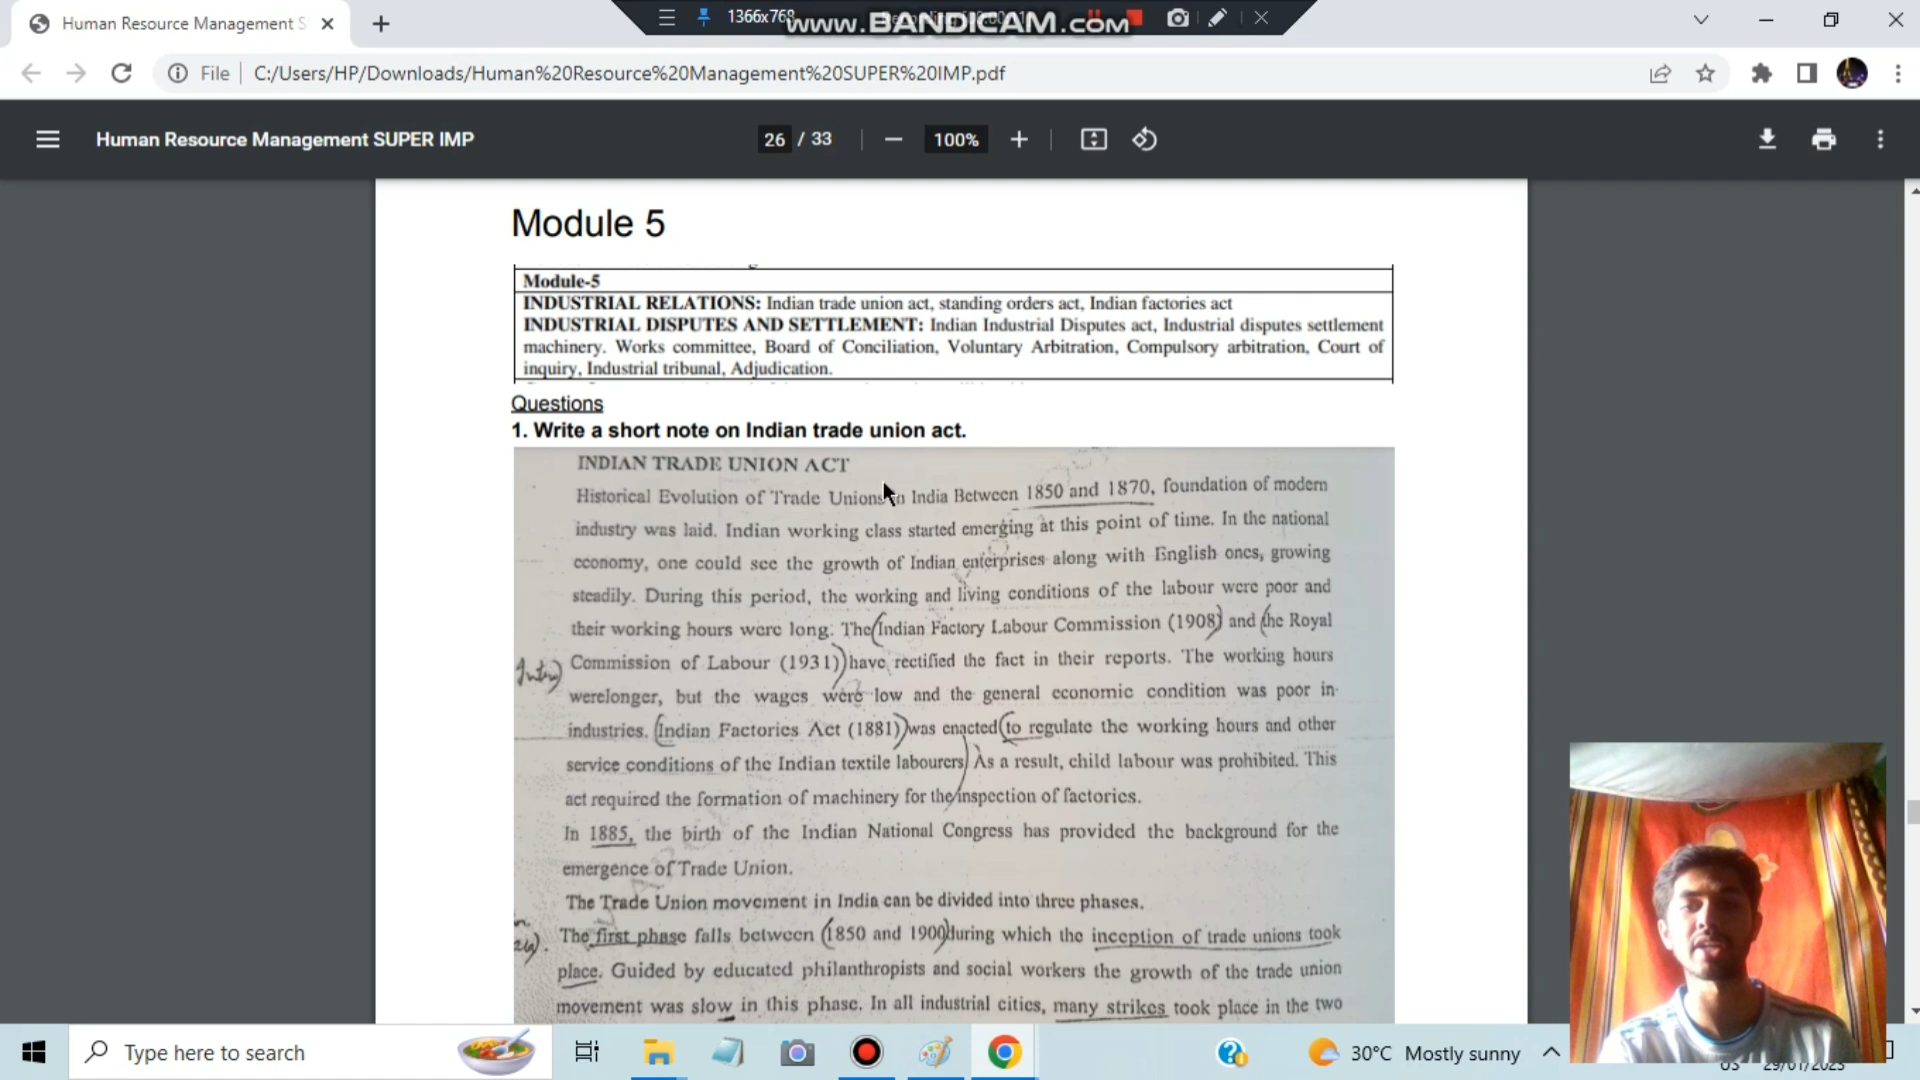 Human Resource Management S
1366x768
www.BANDICAM.com
File
C:/Users/HP/Downloads/Human%20Resource%20Management%20SUPER%20IMP.pdf
Human Resource Management SUPER IMP
26 / 33
100%
Module 5
Module-5
INDUSTRIAL RELATIONS: Indian trade union act, standing orders act, Indian factories act
INDUSTRIAL DISPUTES AND SETTLEMENT: Indian Industrial Disputes act, Industrial disputes settlement
machinery. Works committee, Board of Conciliation, Voluntary Arbitration, Compulsory arbitration, Court of
inquiry, Industrial tribunal, Adjudication.
Questions
1. Write a short note on Indian trade union act.
INDIAN TRADE UNION ACT
Historical Evolution of Trade Unions in India Between 1850 and 1870, foundation of modern
industry was laid. Indian working class started emerging at this point of time. In the national
economy, one could see the growth of Indian enterprises along with English ones, growing
steadily. During this period, the working and living conditions of the labour were poor and
their working hours were long. The (Indian Factory Labour Commission (1908) and (the Royal
Commission of Labour (1931)) have rectified the fact in their reports. The working hours
werelonger, but the wages were low and the general economic condition was poor in
industries. (Indian Factories Act (1881)) was enacted (to regulate the working hours and other
service conditions of the Indian textile labourers) As a result, child labour was prohibited. This
act required the formation of machinery for the inspection of factories.
In 1885, the birth of the Indian National Congress has provided the background for the
emergence of Trade Union.
The Trade Union movement in India can be divided into three phases.
The first phase falls between (1850 and 1900) during which the inception of trade unions took
place. Guided by educated philanthropists and social workers the growth of the trade union
movement was slow in this phase. In all industrial cities, many strikes took place in the two
Type here to search
30°C Mostly sunny
US
29/01/2023